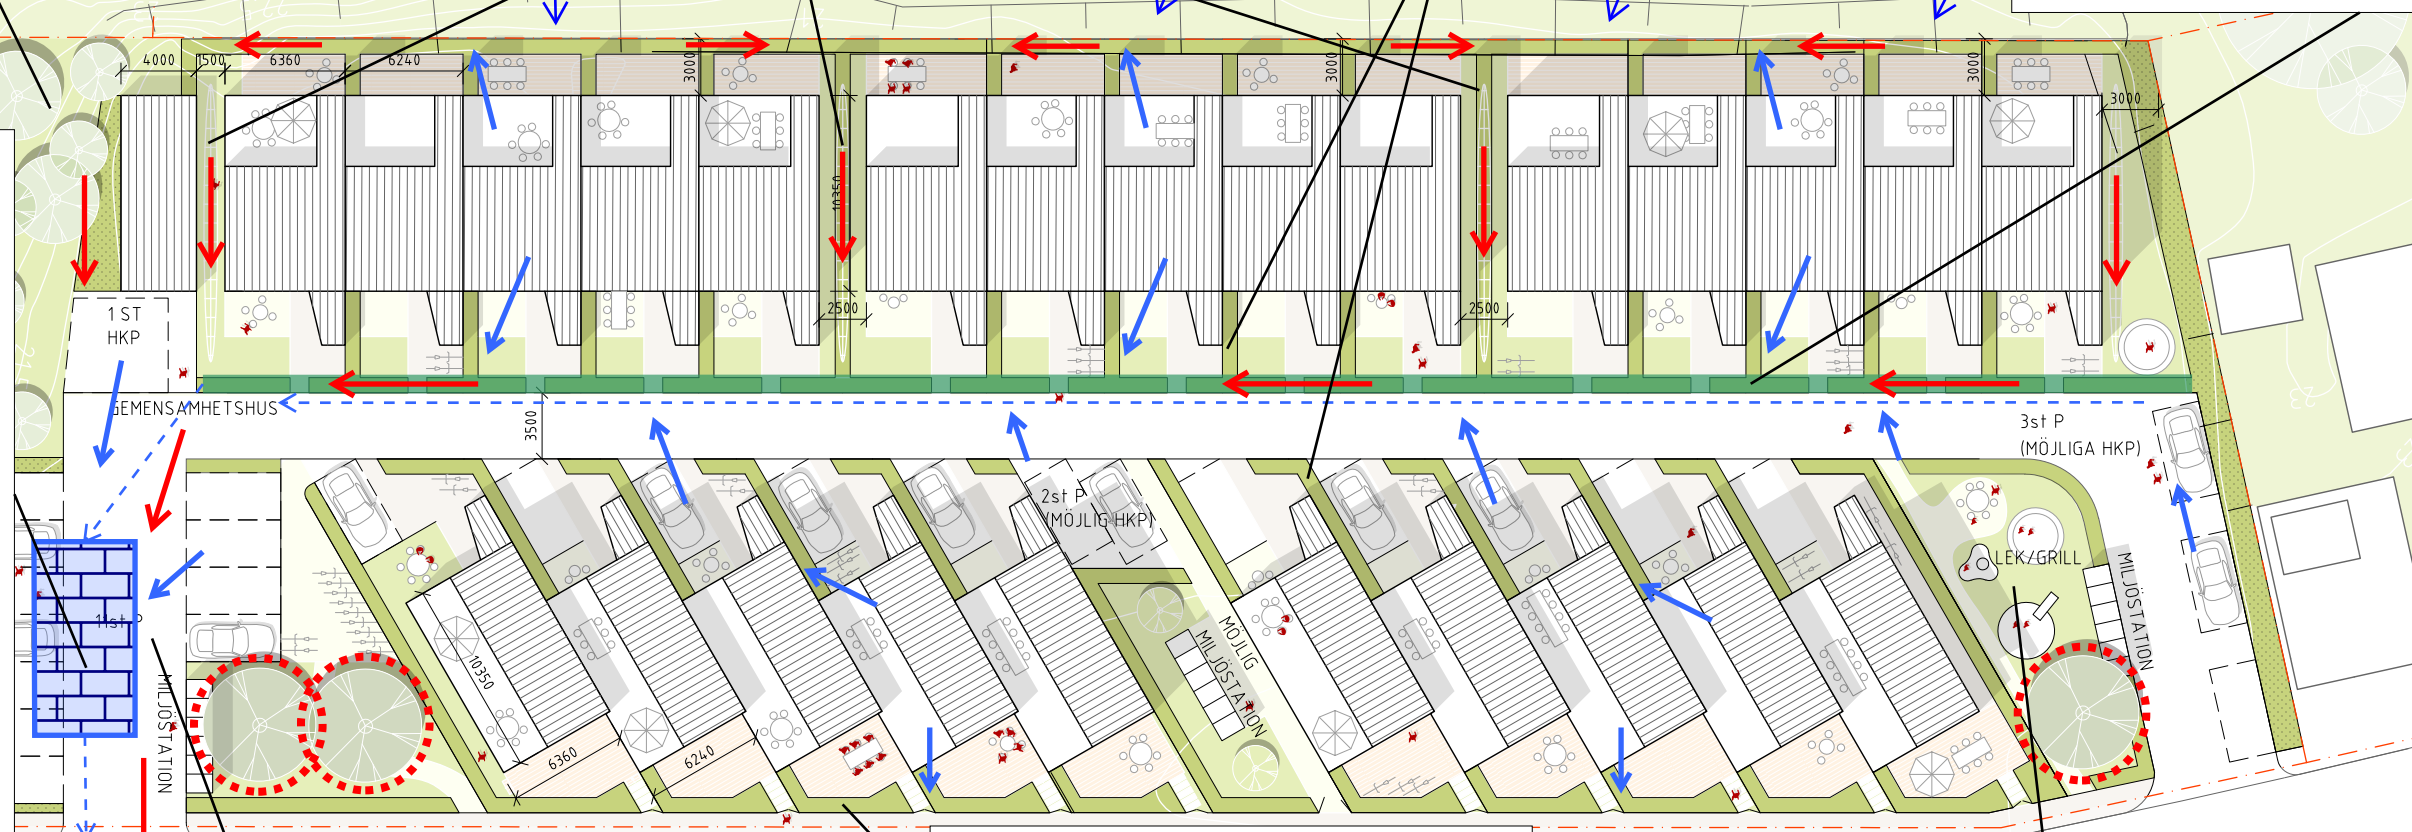 4000
1500
6360
6240
3000
3000
3000
3000
10350
1 ST
HKP
2500
2500
GEMENSAMHETSHUS
3500
3st P
(MÖJLIGA HKP)
2st P
(MÖJLIG HKP)
LEK/GRILL
MILJÖSTATION
11st P
MILJÖSTATION
10350
6360
6240
MÖJLIG
MILJÖSTATION
23